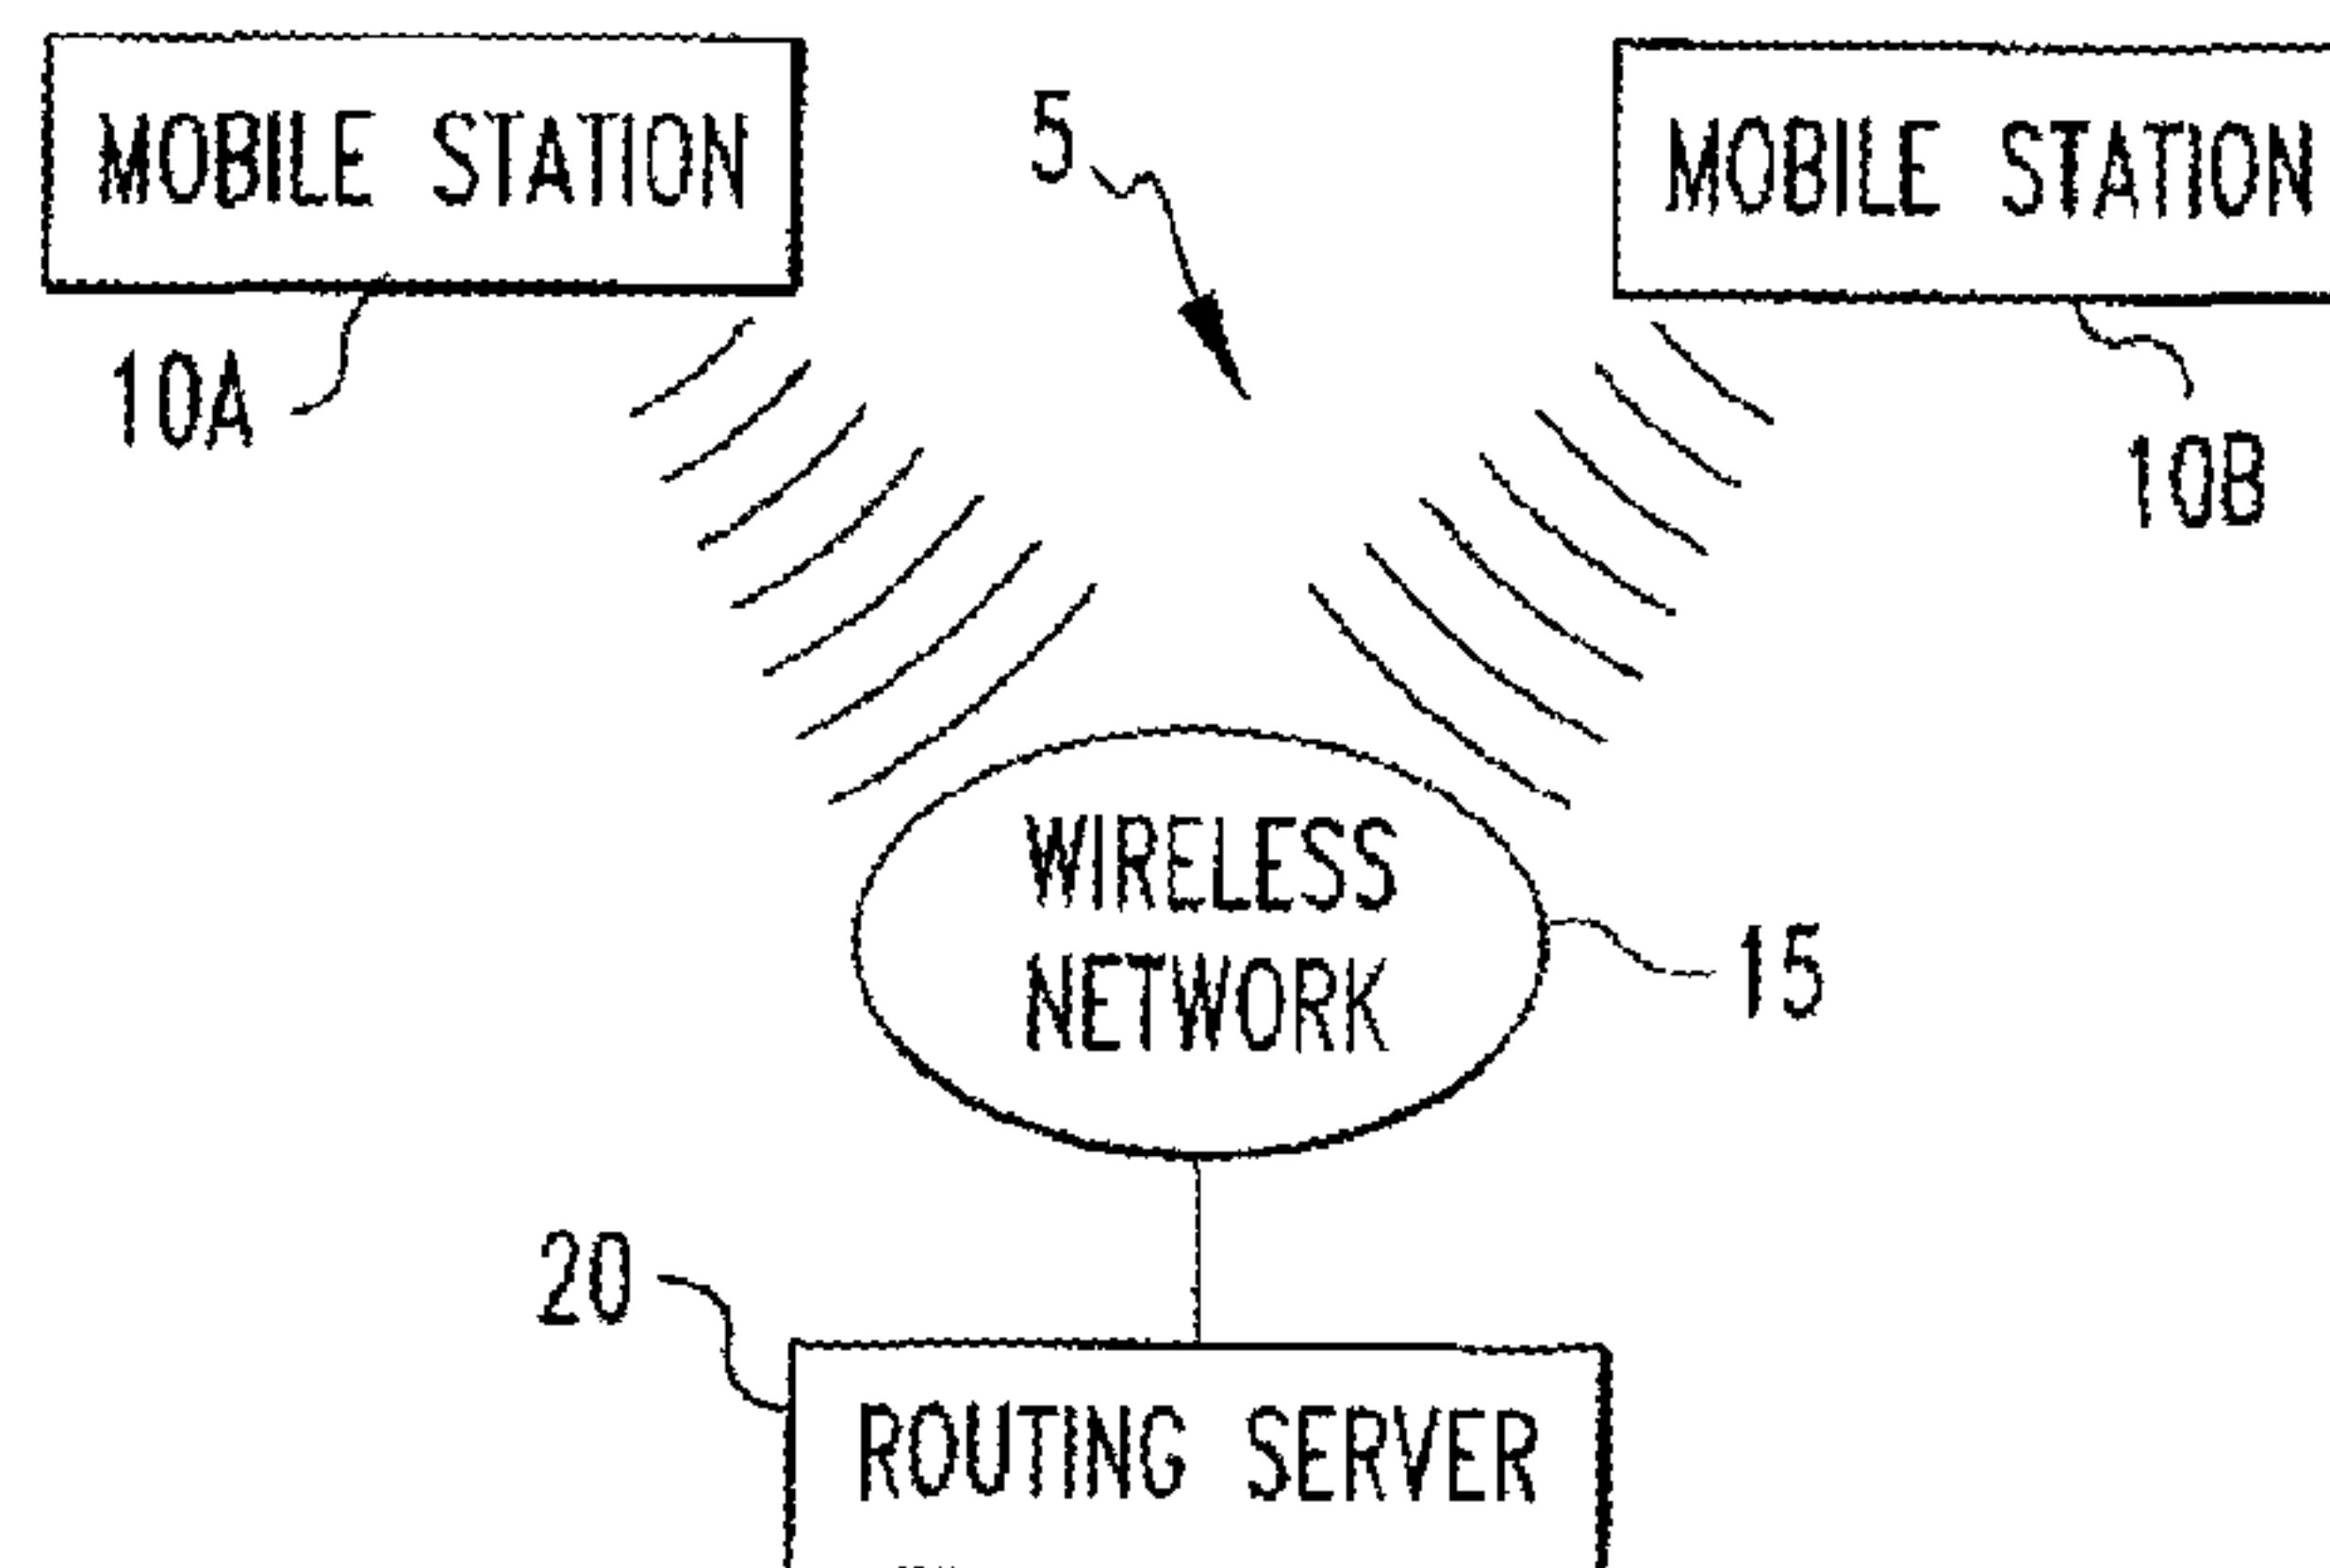 MOBILE STATION
5
MOBILE STATION
10A
10B
WIRELESS
NETWORK
15
20
ROUTING SERVER